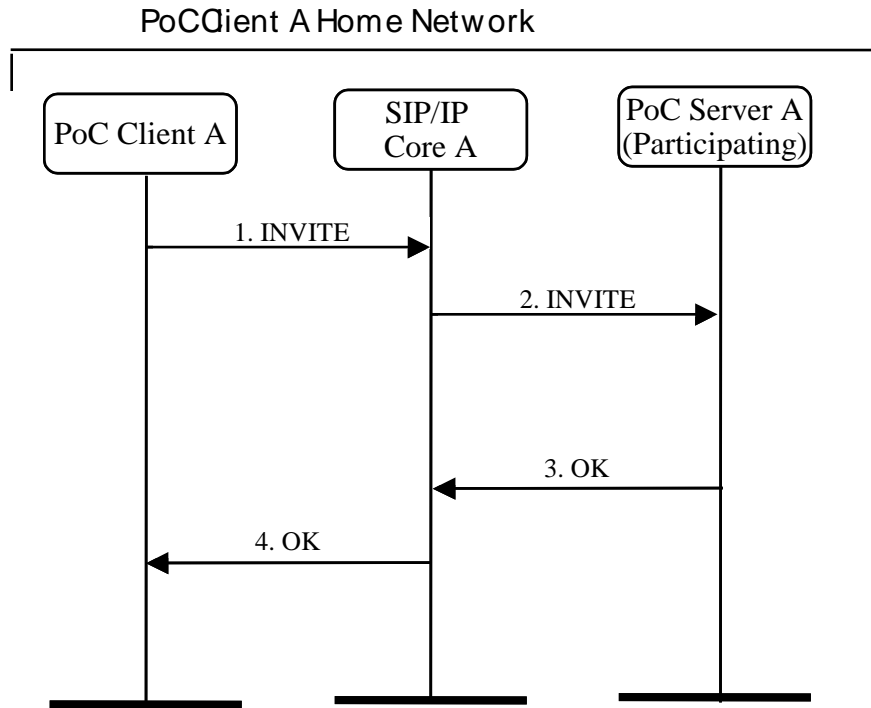 PoCClient A Home Network
PoC Client A
SIP/IP
Core A
PoC Server A
(Participating)
1. INVITE
2. INVITE
3. OK
4. OK